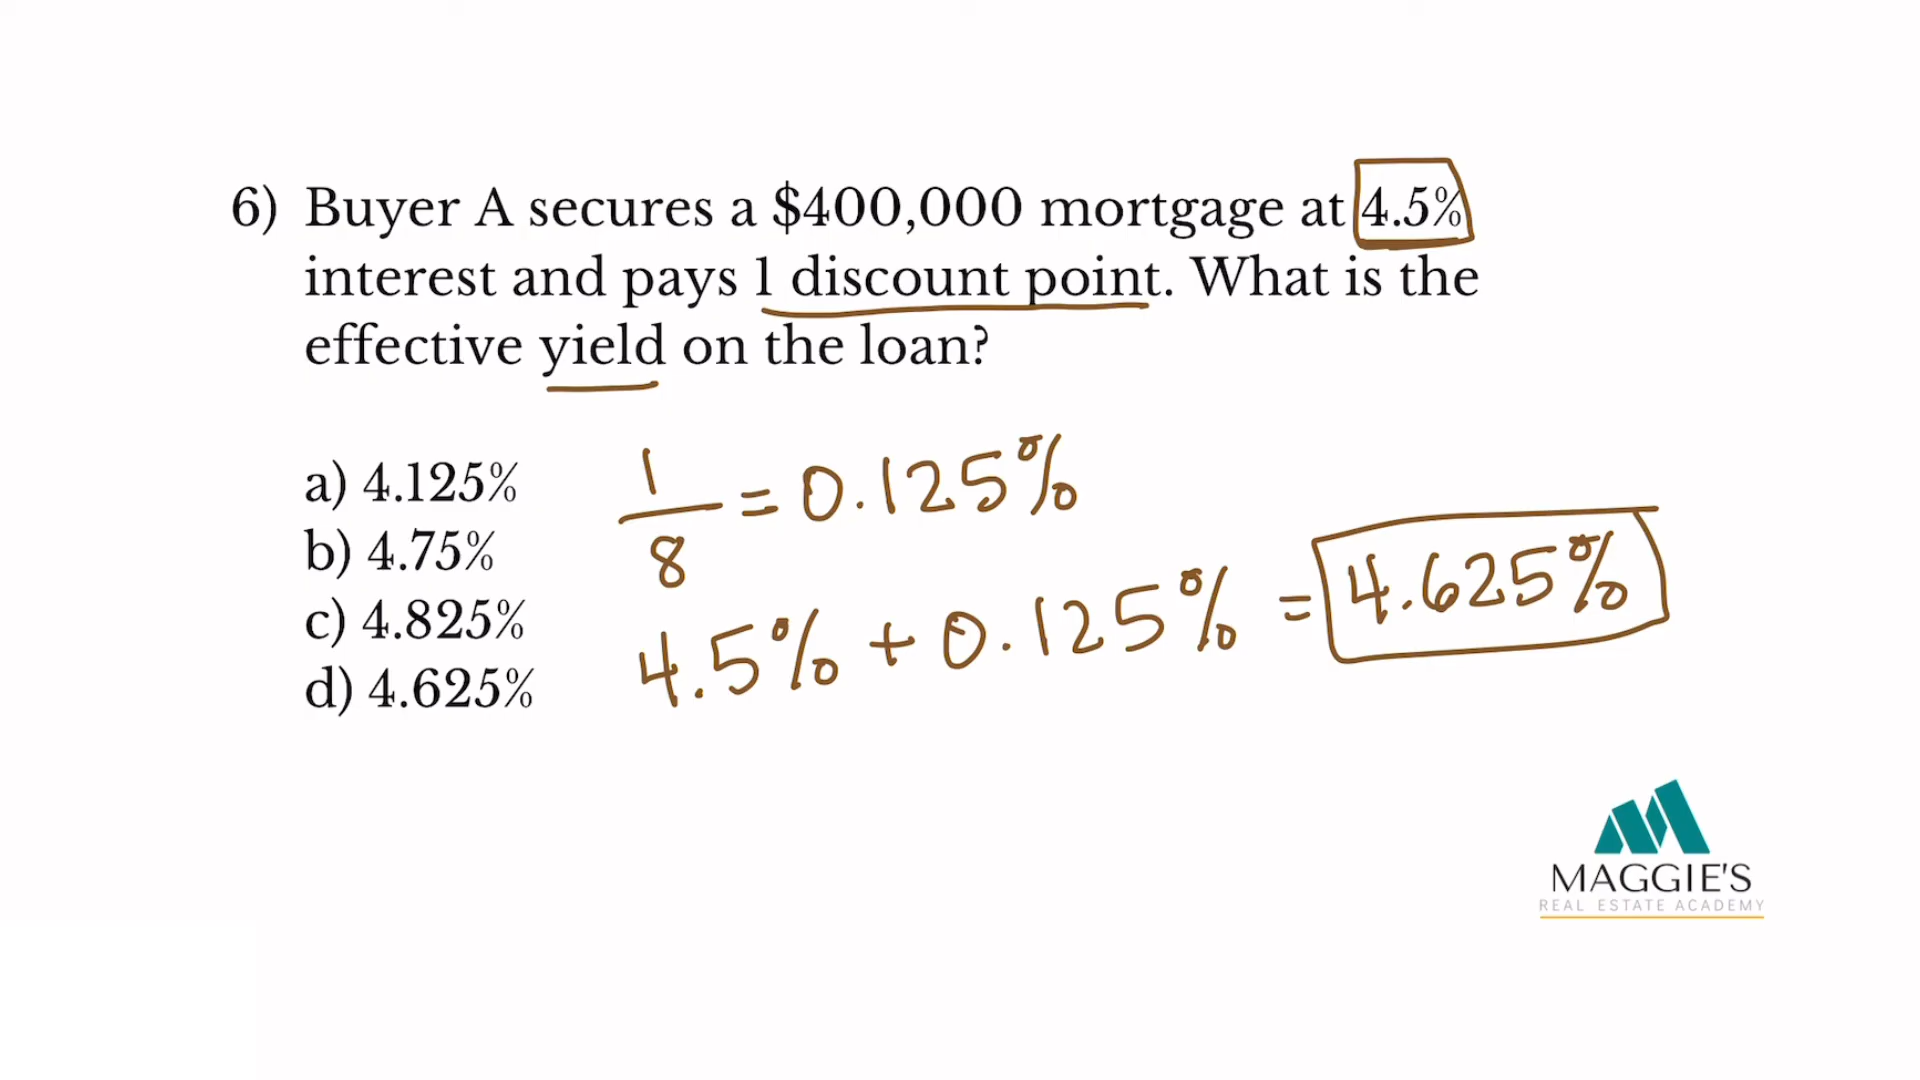 6) Buyer A secures a $400,000 mortgage at 4.5%
interest and pays 1 discount point. What is the
effective yield on the loan?
a) 4.125%
b) 4.75%
c) 4.825%
d) 4.625%
1/8 = 0.125%
4.5% + 0.125% = 4.625%
MAGGIE'S
REAL ESTATE ACADEMY